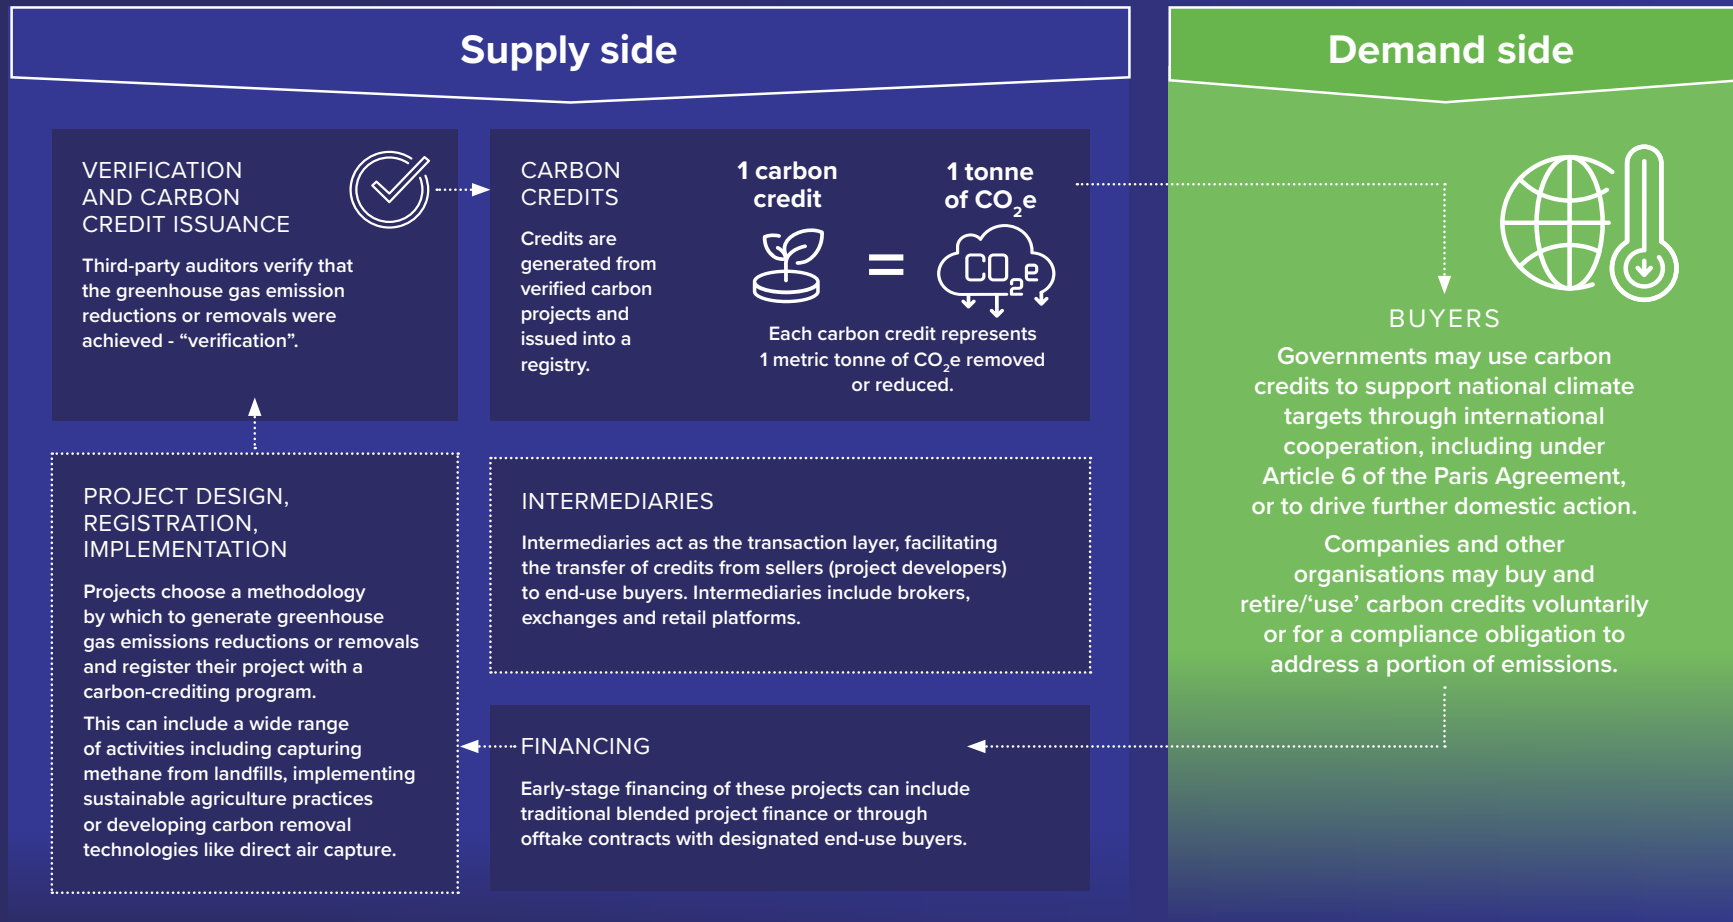 Supply side
Demand side
VERIFICATION
AND CARBON
CREDIT ISSUANCE
Third-party auditors verify that
the greenhouse gas emission
reductions or removals were
achieved - “verification”.
CARBON
CREDITS
Credits are
generated from
verified carbon
projects and
issued into a
registry.
1 carbon
credit
=
1 tonne
of CO₂e
CO₂e
Each carbon credit represents
1 metric tonne of CO₂e removed
or reduced.
PROJECT DESIGN,
REGISTRATION,
IMPLEMENTATION
Projects choose a methodology
by which to generate greenhouse
gas emissions reductions or removals
and register their project with a
carbon-crediting program.
This can include a wide range
of activities including capturing
methane from landfills, implementing
sustainable agriculture practices
or developing carbon removal
technologies like direct air capture.
INTERMEDIARIES
Intermediaries act as the transaction layer, facilitating
the transfer of credits from sellers (project developers)
to end-use buyers. Intermediaries include brokers,
exchanges and retail platforms.
FINANCING
Early-stage financing of these projects can include
traditional blended project finance or through
offtake contracts with designated end-use buyers.
BUYERS
Governments may use carbon
credits to support national climate
targets through international
cooperation, including under
Article 6 of the Paris Agreement,
or to drive further domestic action.
Companies and other
organisations may buy and
retire/‘use’ carbon credits voluntarily
or for a compliance obligation to
address a portion of emissions.